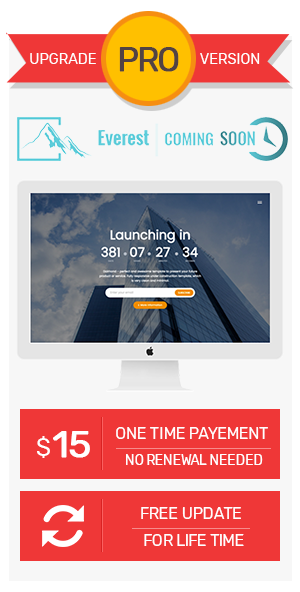 UPGRADE PRO VERSION
Everest COMING SOON
Launching in
381 • 07 • 27 • 34
$15
ONE TIME PAYEMENT
NO RENEWAL NEEDED
FREE UPDATE
FOR LIFE TIME